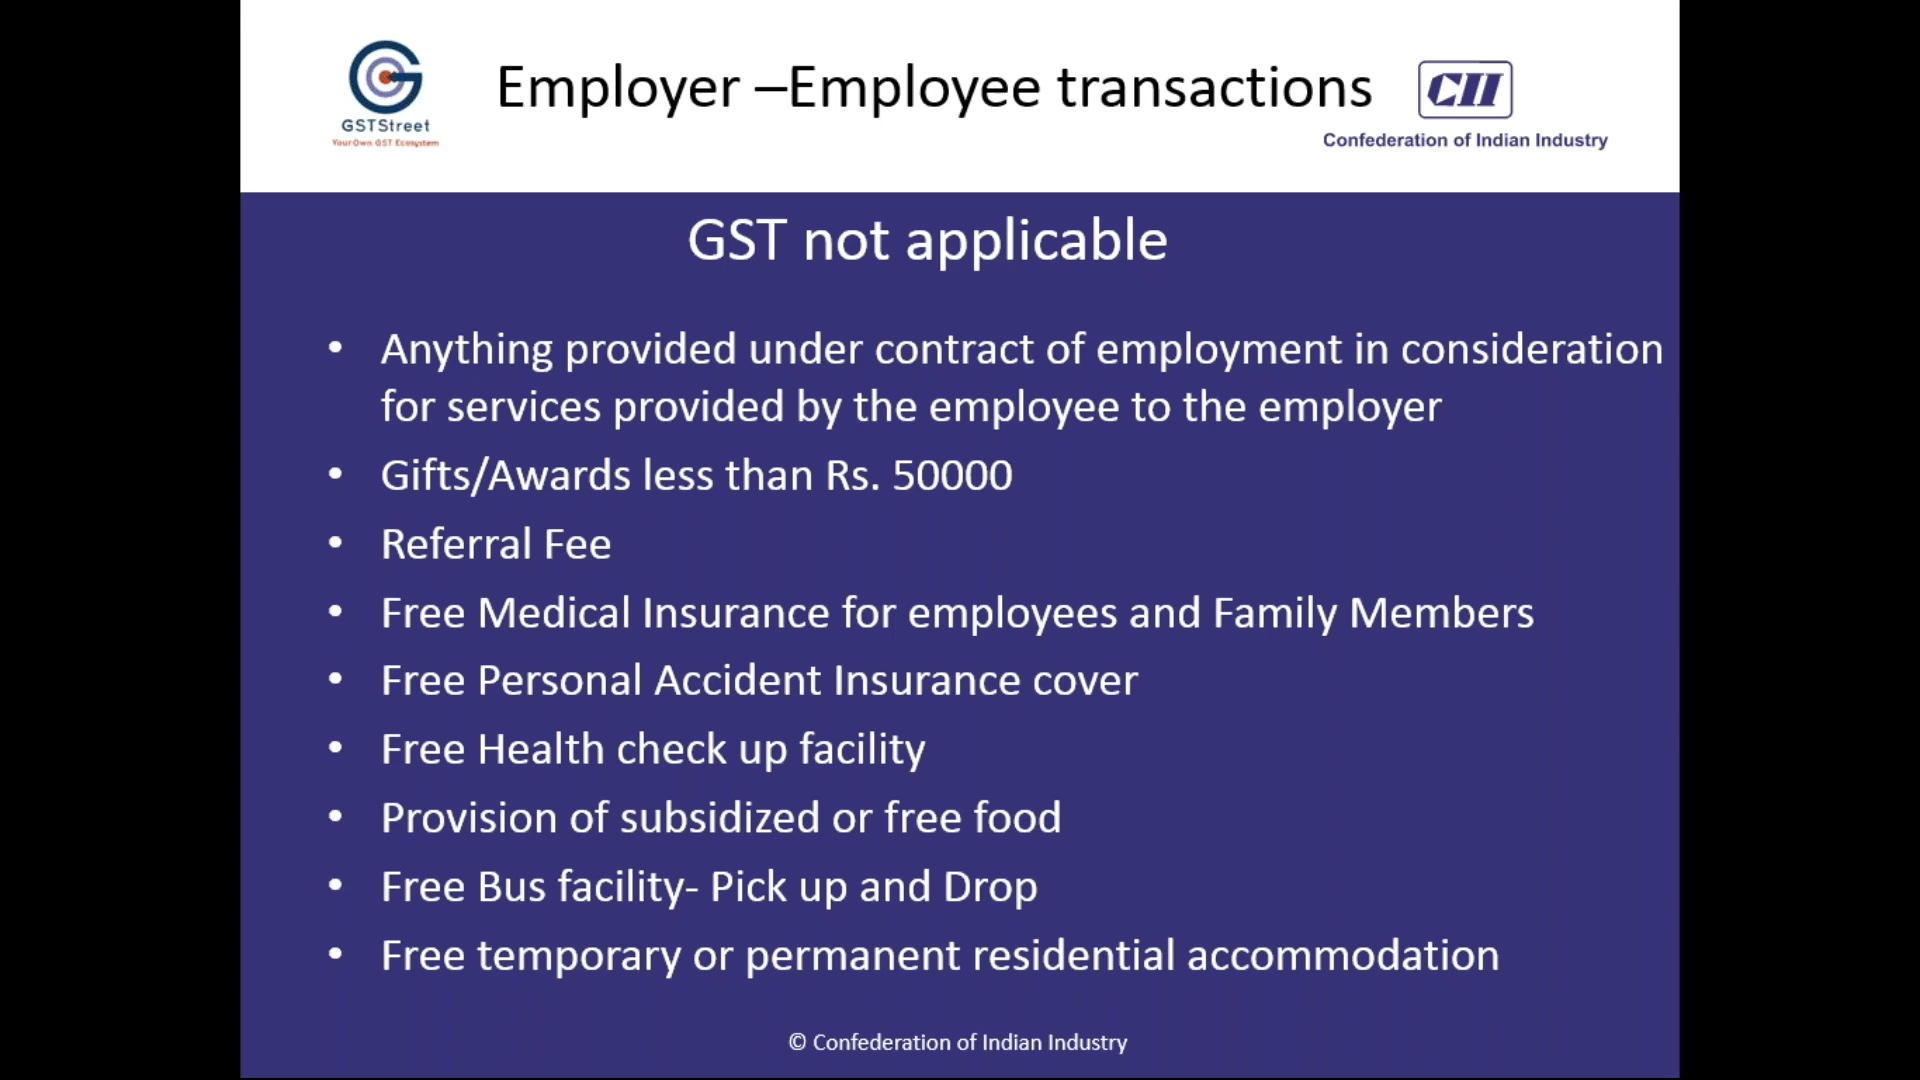 GSTStreet
Your Own GST Ecosystem
Employer –Employee transactions
CII
Confederation of Indian Industry
GST not applicable
• Anything provided under contract of employment in consideration
for services provided by the employee to the employer
• Gifts/Awards less than Rs. 50000
• Referral Fee
• Free Medical Insurance for employees and Family Members
• Free Personal Accident Insurance cover
• Free Health check up facility
• Provision of subsidized or free food
• Free Bus facility- Pick up and Drop
• Free temporary or permanent residential accommodation
© Confederation of Indian Industry